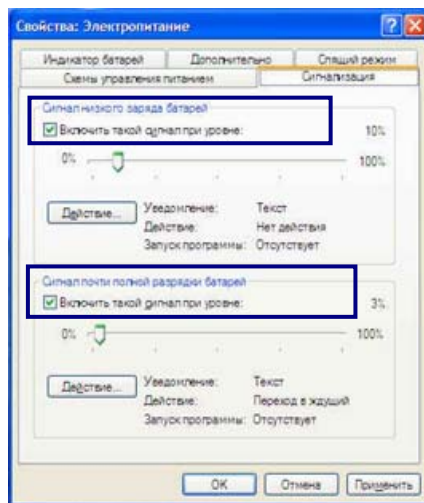 Свойства: Электропитание
Индикатор батарей Дополнительно Спящий режим
Схемы управления питанием Сигнализация
Сигнал низкого заряда батарей
Включить такой сигнал при уровне: 10%
0% 100%
Действие... Уведомление: Текст
Действие: Нет действия
Запуск программы: Отсутствует
Сигнал почти полной разрядки батарей
Включить такой сигнал при уровне: 3%
0% 100%
Действие... Уведомление: Текст
Действие: Переход в ждущий
Запуск программы: Отсутствует
ОК Отмена Применить